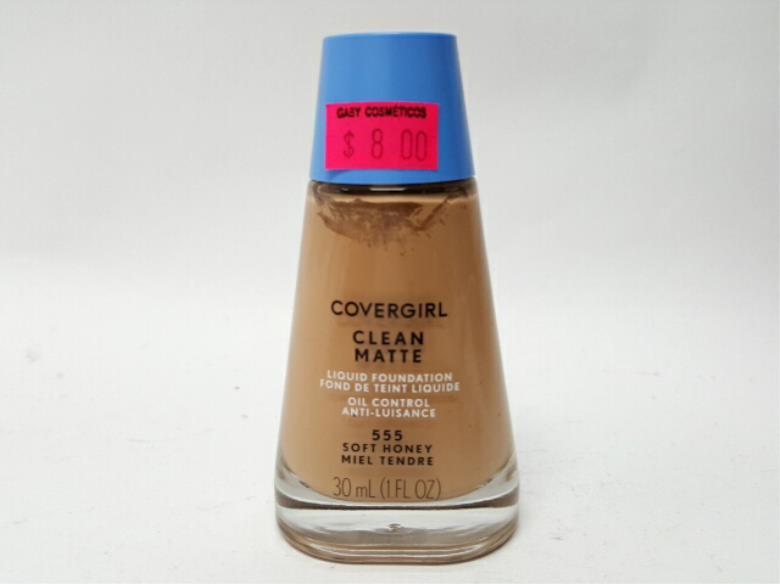 GABY COSMÉTICOS
$ 8 00
COVERGIRL
CLEAN
MATTE
LIQUID FOUNDATION
FOND DE TEINT LIQUIDE
OIL CONTROL
ANTI-LUISANCE
555
SOFT HONEY
MIEL TENDRE
30 mL (1 FL OZ)